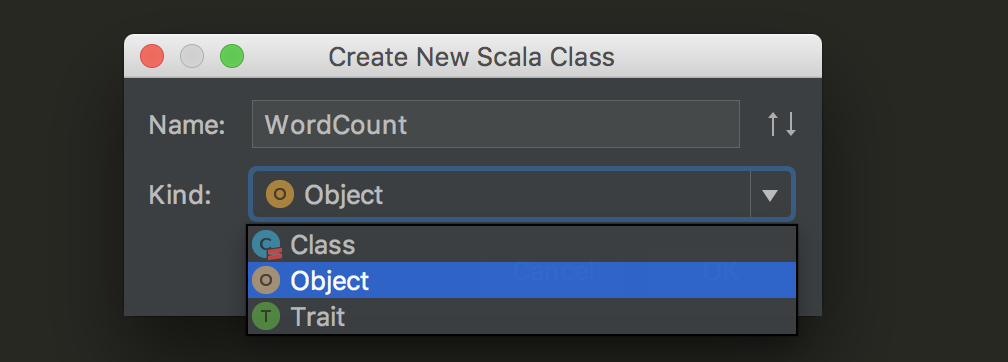 Create New Scala Class
Name: WordCount
Kind: O Object
C Class
O Object
T Trait